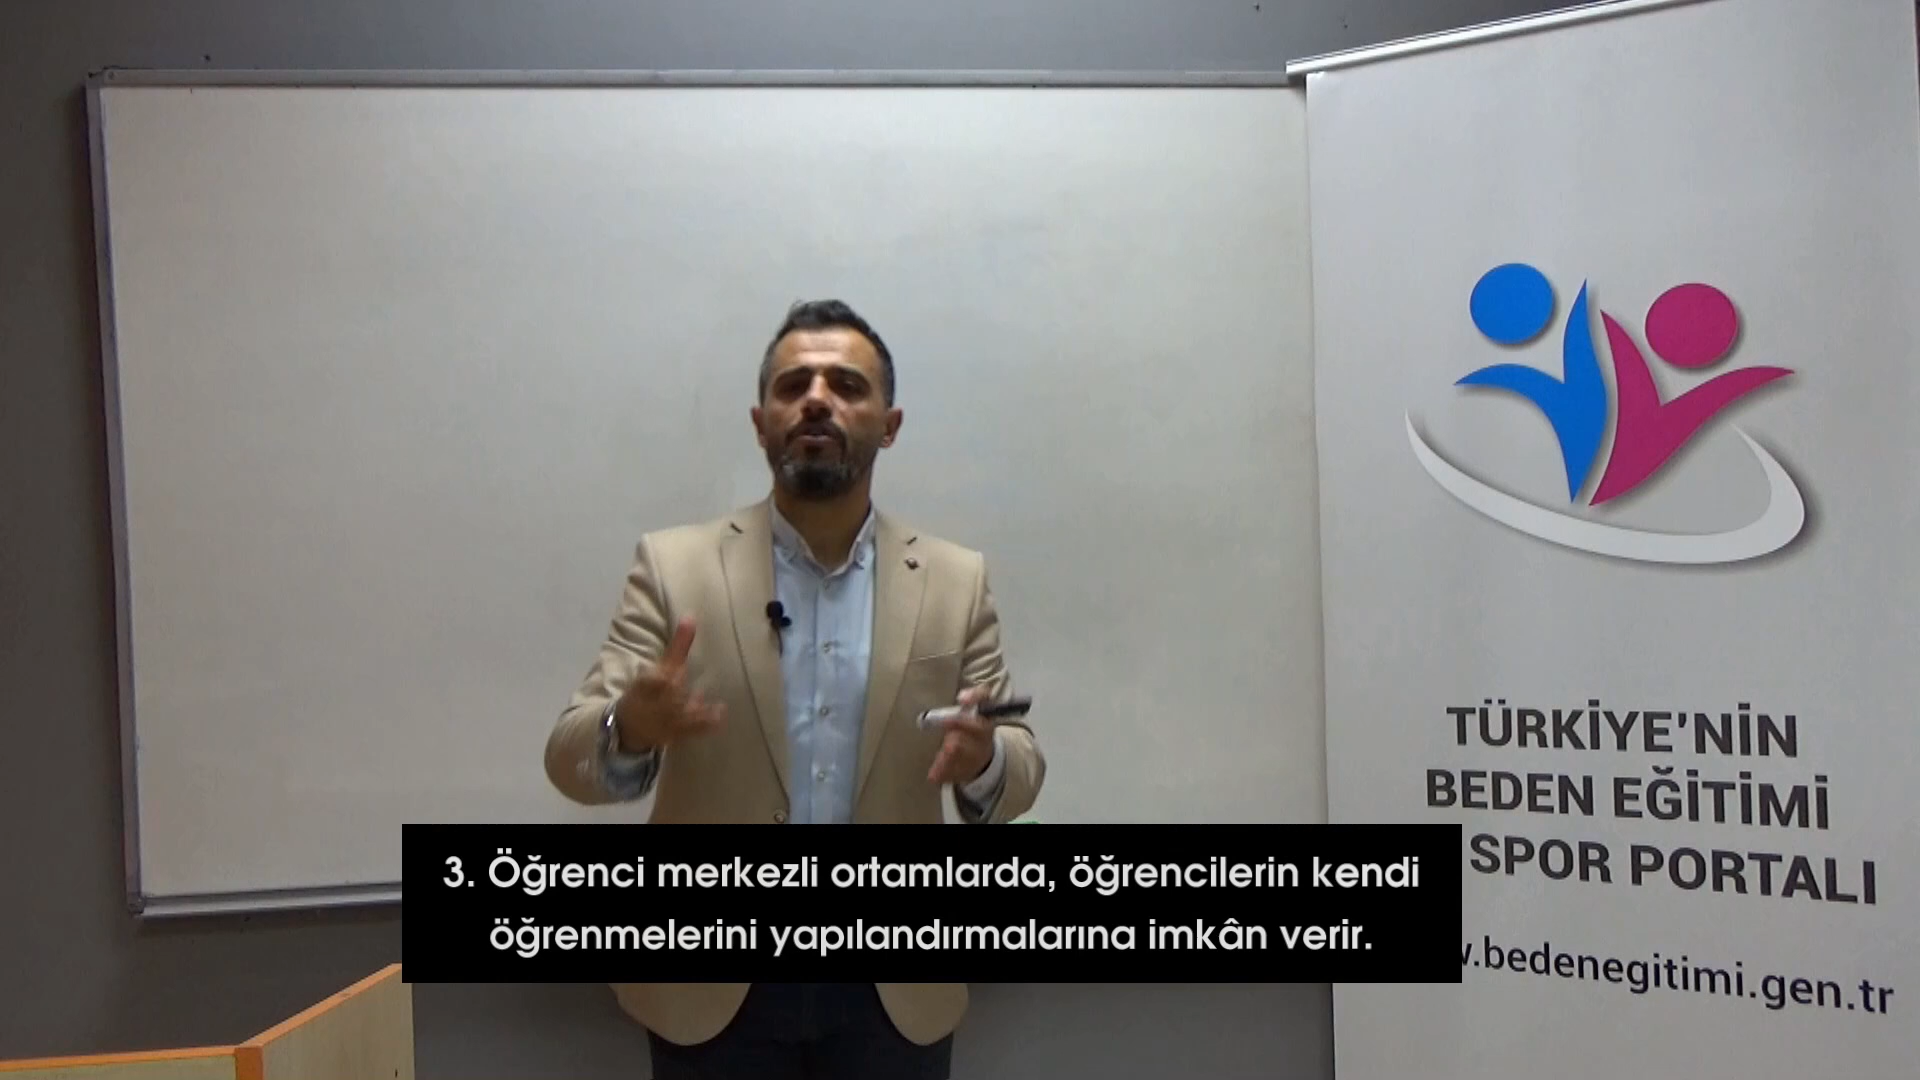 3. Öğrenci merkezli ortamlarda, öğrencilerin kendi
öğrenmelerini yapılandırmalarına imkân verir.
TÜRKİYE'NİN
BEDEN EĞİTİMİ
SPOR PORTALI
.bedenegitimi.gen.tr